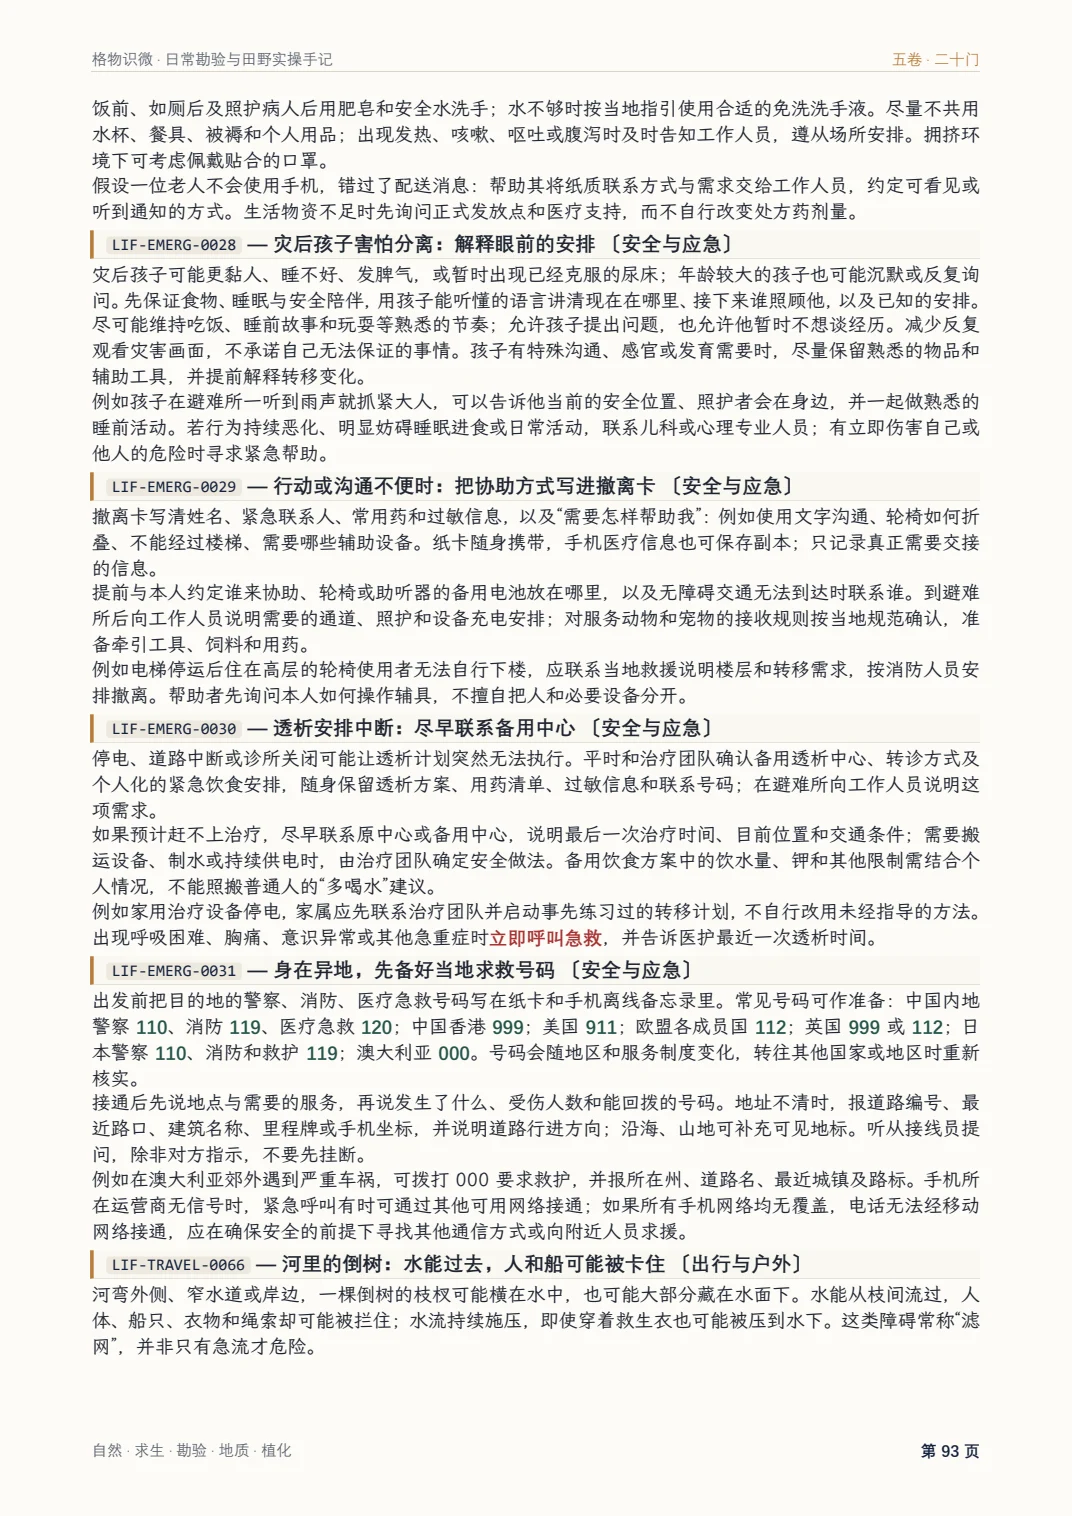 格物识微 · 日常勘验与田野实操手记
五卷 · 二十门
饭前、如厕后及照护病人后用肥皂和安全水洗手；水不够时按当地指引使用合适的免洗洗手液。尽量不共用
水杯、餐具、被褥和个人用品；出现发热、咳嗽、呕吐或腹泻时及时告知工作人员，遵从场所安排。拥挤环
境下可考虑佩戴贴合的口罩。
假设一位老人不会使用手机，错过了配送消息：帮助其将纸质联系方式与需求交给工作人员，约定可看见或
听到通知的方式。生活物资不足时先询问正式发放点和医疗支持，而不自行改变处方药剂量。
LIF-EMERG-0028 — 灾后孩子害怕分离：解释眼前的安排 〔安全与应急〕
灾后孩子可能更黏人、睡不好、发脾气，或暂时出现已经克服的尿床；年龄较大的孩子也可能沉默或反复询
问。先保证食物、睡眠与安全陪伴，用孩子能听懂的语言讲清现在在哪里、接下来谁照顾他，以及已知的安排。
尽可能维持吃饭、睡前故事和玩耍等熟悉的节奏；允许孩子提出问题，也允许他暂时不想谈经历。减少反复
观看灾害画面，不承诺自己无法保证的事情。孩子有特殊沟通、感官或发育需要时，尽量保留熟悉的物品和
辅助工具，并提前解释转移变化。
例如孩子在避难所一听到雨声就抓紧大人，可以告诉他当前的安全位置、照护者会在身边，并一起做熟悉的
睡前活动。若行为持续恶化、明显妨碍睡眠进食或日常活动，联系儿科或心理专业人员；有立即伤害自己或
他人的危险时寻求紧急帮助。
LIF-EMERG-0029 — 行动或沟通不便时：把协助方式写进撤离卡 〔安全与应急〕
撤离卡写清姓名、紧急联系人、常用药和过敏信息，以及“需要怎样帮助我”：例如使用文字沟通、轮椅如何折
叠、不能经过楼梯、需要哪些辅助设备。纸卡随身携带，手机医疗信息也可保存副本；只记录真正需要交接
的信息。
提前与本人约定谁来协助、轮椅或助听器的备用电池放在哪里，以及无障碍交通无法到达时联系谁。到避难
所后向工作人员说明需要的通道、照护和设备充电安排；对服务动物和宠物的接收规则按当地规范确认，准
备牵引工具、饲料和用药。
例如电梯停运后住在高层的轮椅使用者无法自行下楼，应联系当地救援说明楼层和转移需求，按消防人员安
排撤离。帮助者先询问本人如何操作辅具，不擅自把人和必要设备分开。
LIF-EMERG-0030 — 透析安排中断：尽早联系备用中心 〔安全与应急〕
停电、道路中断或诊所关闭可能让透析计划突然无法执行。平时和治疗团队确认备用透析中心、转诊方式及
个人化的紧急饮食安排，随身保留透析方案、用药清单、过敏信息和联系号码；在避难所向工作人员说明这
项需求。
如果预计赶不上治疗，尽早联系原中心或备用中心，说明最后一次治疗时间、目前位置和交通条件；需要搬
运设备、制水或持续供电时，由治疗团队确定安全做法。备用饮食方案中的饮水量、钾和其他限制需结合个
人情况，不能照搬普通人的“多喝水”建议。
例如家用治疗设备停电，家属应先联系治疗团队并启动事先练习过的转移计划，不自行改用未经指导的方法。
出现呼吸困难、胸痛、意识异常或其他急重症时立即呼叫急救，并告诉医护最近一次透析时间。
LIF-EMERG-0031 — 身在异地，先备好当地求救号码 〔安全与应急〕
出发前把目的地的警察、消防、医疗急救号码写在纸卡和手机离线备忘录里。常见号码可作准备：中国内地
警察 110、消防 119、医疗急救 120；中国香港 999；美国 911；欧盟各成员国 112；英国 999 或 112；日
本警察 110、消防和救护 119；澳大利亚 000。号码会随地区和服务制度变化，转往其他国家或地区时重新
核实。
接通后先说地点与需要的服务，再说发生了什么、受伤人数和能回拨的号码。地址不清时，报道路编号、最
近路口、建筑名称、里程牌或手机坐标，并说明道路行进方向；沿海、山地可补充可见地标。听从接线员提
问，除非对方指示，不要先挂断。
例如在澳大利亚郊外遇到严重车祸，可拨打 000 要求救护，并报所在州、道路名、最近城镇及路标。手机所
在运营商无信号时，紧急呼叫有时可通过其他可用网络接通；如果所有手机网络均无覆盖，电话无法经移动
网络接通，应在确保安全的前提下寻找其他通信方式或向附近人员求援。
LIF-TRAVEL-0066 — 河里的倒树：水能过去，人和船可能被卡住 〔出行与户外〕
河弯外侧、窄水道或岸边，一棵倒树的枝杈可能横在水中，也可能大部分藏在水面下。水能从枝间流过，人
体、船只、衣物和绳索却可能被拦住；水流持续施压，即使穿着救生衣也可能被压到水下。这类障碍常称“滤
网”，并非只有急流才危险。
自然 · 求生 · 勘验 · 地质 · 植化
第 93 页